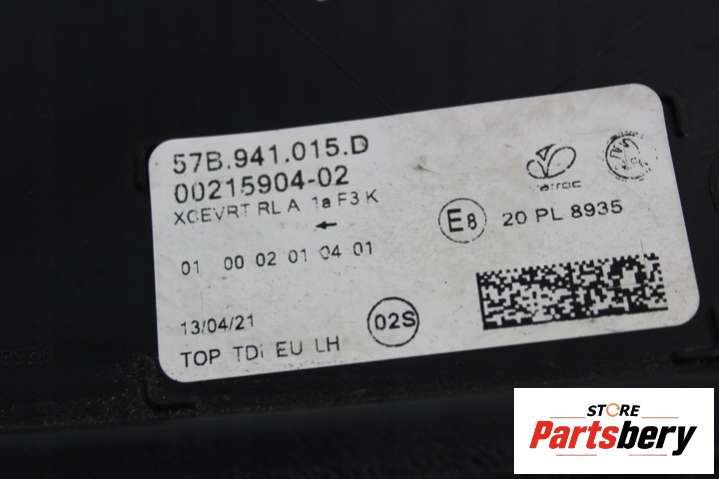 57B.941.015.D
00215904-02
XCEVRT RL A 1a F3 K
01 00 02 01 04 01
E8
20 PL 8935
13/04/21
02S
TOP TDi EU LH
STORE
Partsbery